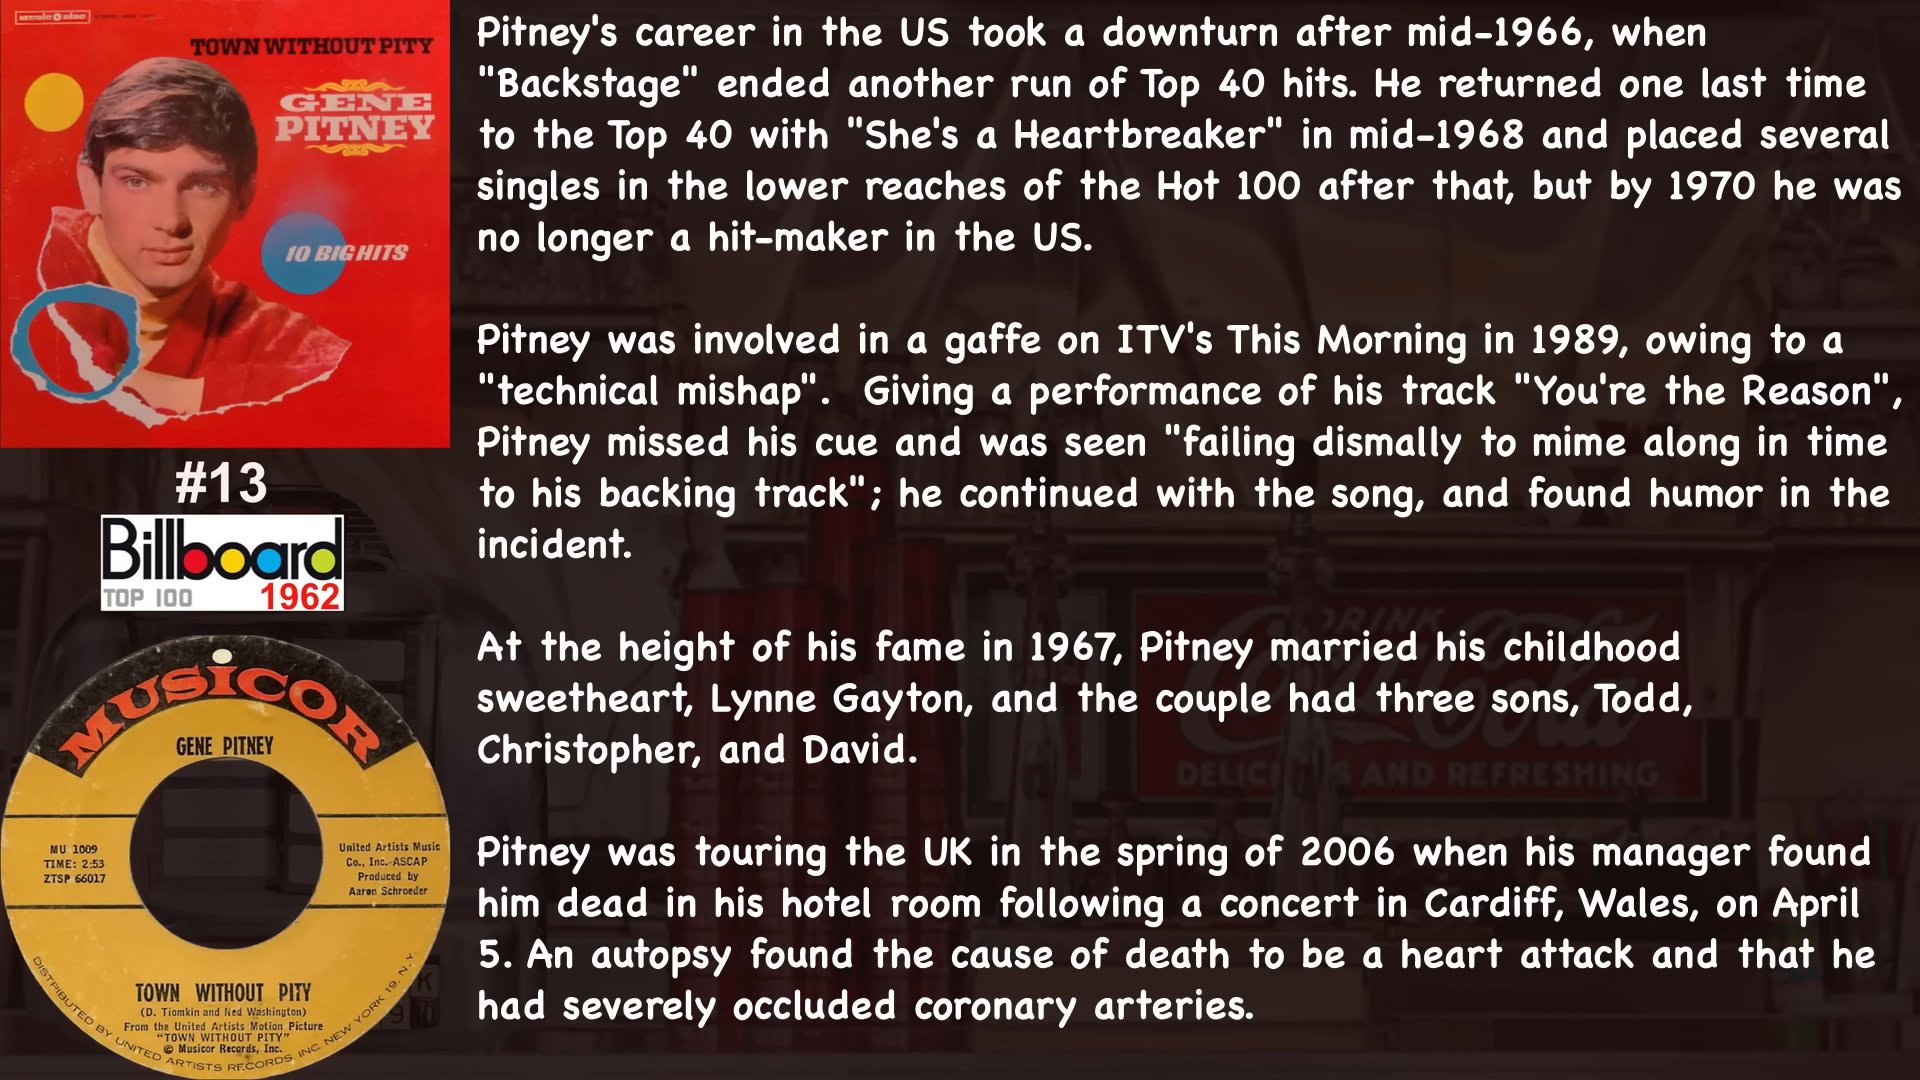 music disc
TOWN WITHOUT PITY
GENE
PITNEY
10 BIG HITS
#13
Billboard
TOP 100 1962
MUSICOR
GENE PITNEY
MU 1009
TIME: 2:53
ZTSP 66017
United Artists Music
Co., Inc.-ASCAP
Produced by
Aaron Schroeder
TOWN WITHOUT PITY
(D. Tiomkin and Ned Washington)
From the United Artists Motion Picture
"TOWN WITHOUT PITY"
© Musicor Records, Inc.
DISTRIBUTED BY UNITED ARTISTS RECORDS, INC NEW YORK 19, N. Y.
Pitney's career in the US took a downturn after mid-1966, when
"Backstage" ended another run of Top 40 hits. He returned one last time
to the Top 40 with "She's a Heartbreaker" in mid-1968 and placed several
singles in the lower reaches of the Hot 100 after that, but by 1970 he was
no longer a hit-maker in the US.
Pitney was involved in a gaffe on ITV's This Morning in 1989, owing to a
"technical mishap".  Giving a performance of his track "You're the Reason",
Pitney missed his cue and was seen "failing dismally to mime along in time
to his backing track"; he continued with the song, and found humor in the
incident.
At the height of his fame in 1967, Pitney married his childhood
sweetheart, Lynne Gayton, and the couple had three sons, Todd,
Christopher, and David.
Pitney was touring the UK in the spring of 2006 when his manager found
him dead in his hotel room following a concert in Cardiff, Wales, on April
5. An autopsy found the cause of death to be a heart attack and that he
had severely occluded coronary arteries.
DRINK
Coca-Cola
DELICIOUS AND REFRESHING